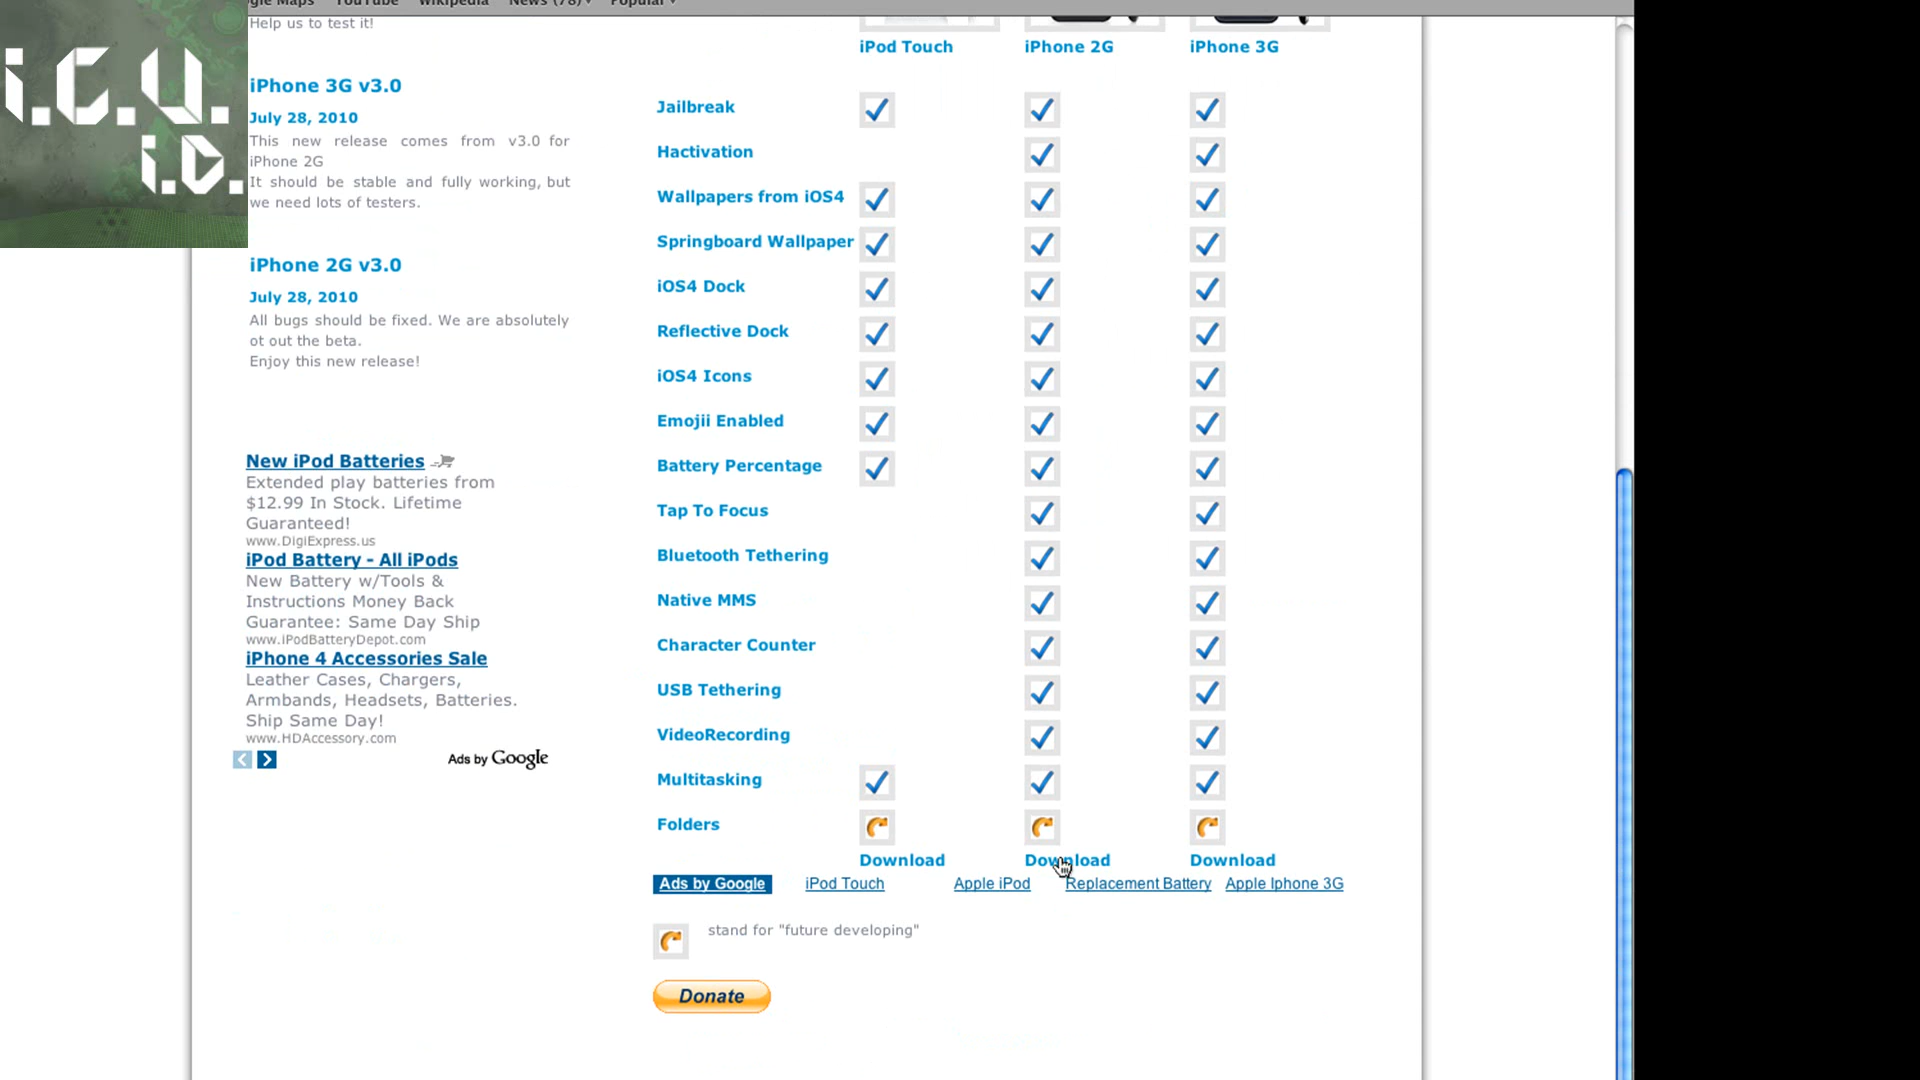 gle Maps YouTube Wikipedia News (78) Popular
i.C.U.
i.D.
Help us to test it!
iPhone 3G v3.0
July 28, 2010
This new release comes from v3.0 for
iPhone 2G
It should be stable and fully working, but
we need lots of testers.
iPhone 2G v3.0
July 28, 2010
All bugs should be fixed. We are absolutely
ot out the beta.
Enjoy this new release!
New iPod Batteries
Extended play batteries from
$12.99 In Stock. Lifetime
Guaranteed!
www.DigiExpress.us
iPod Battery - All iPods
New Battery w/Tools &
Instructions Money Back
Guarantee: Same Day Ship
www.iPodBatteryDepot.com
iPhone 4 Accessories Sale
Leather Cases, Chargers,
Armbands, Headsets, Batteries.
Ship Same Day!
www.HDAccessory.com
Ads by Google
iPod Touch iPhone 2G iPhone 3G
Jailbreak
Hactivation
Wallpapers from iOS4
Springboard Wallpaper
iOS4 Dock
Reflective Dock
iOS4 Icons
Emojii Enabled
Battery Percentage
Tap To Focus
Bluetooth Tethering
Native MMS
Character Counter
USB Tethering
VideoRecording
Multitasking
Folders
Download Download Download
Ads by Google iPod Touch Apple iPod Replacement Battery Apple Iphone 3G
stand for "future developing"
Donate